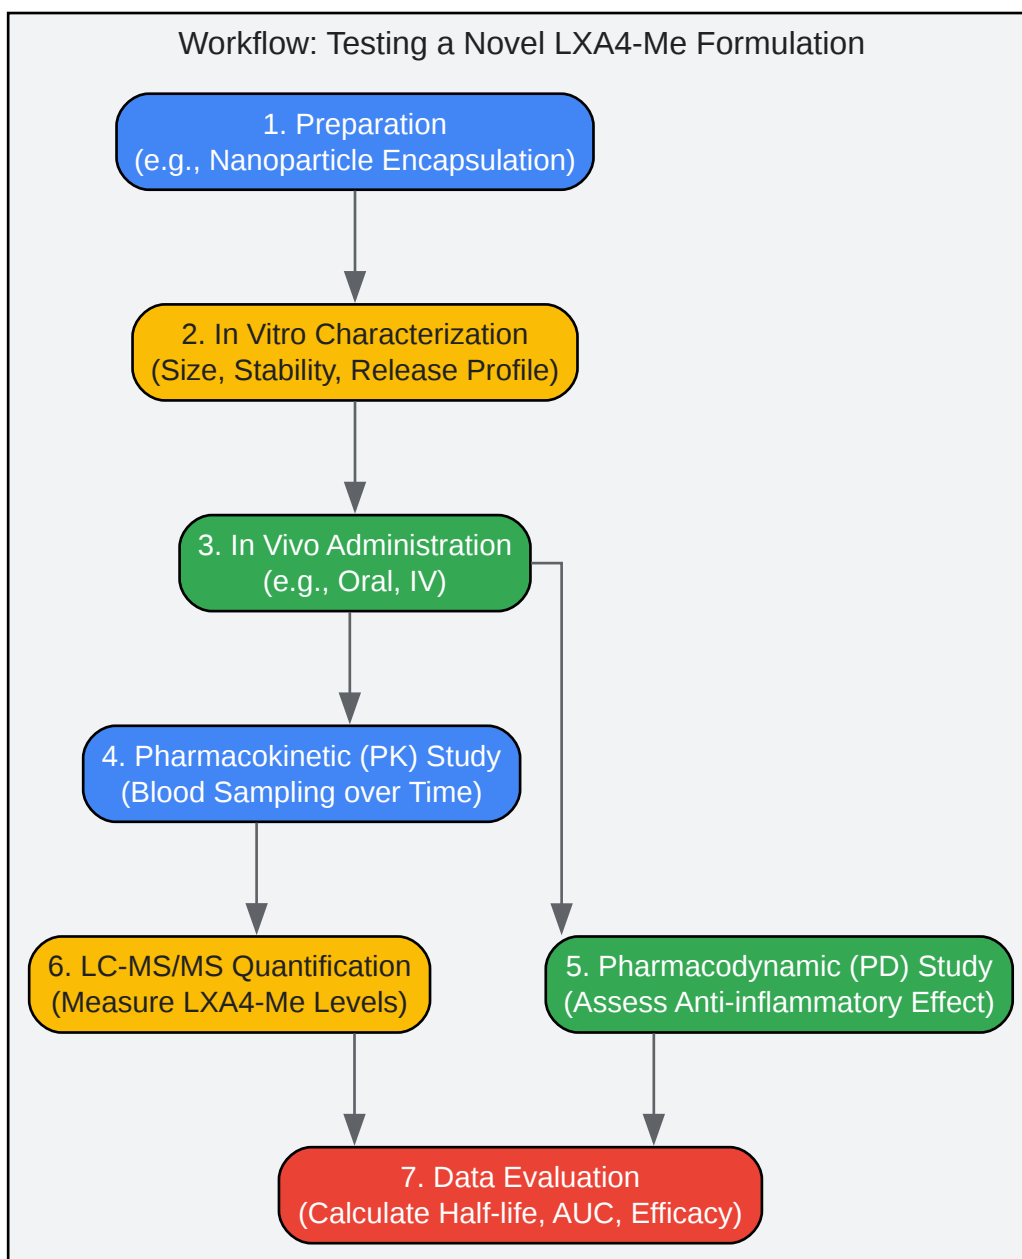 Workflow: Testing a Novel LXA4-Me Formulation
1. Preparation
(e.g., Nanoparticle Encapsulation)
2. In Vitro Characterization
(Size, Stability, Release Profile)
3. In Vivo Administration
(e.g., Oral, IV)
4. Pharmacokinetic (PK) Study
(Blood Sampling over Time)
6. LC-MS/MS Quantification
(Measure LXA4-Me Levels)
5. Pharmacodynamic (PD) Study
(Assess Anti-inflammatory Effect)
7. Data Evaluation
(Calculate Half-life, AUC, Efficacy)